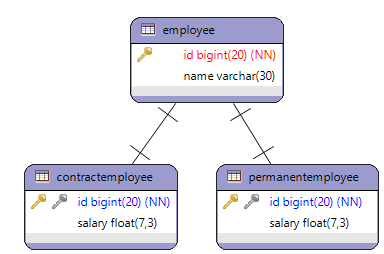 employee
id bigint(20) (NN)
name varchar(30)
contractemployee
id bigint(20) (NN)
salary float(7,3)
permanentemployee
id bigint(20) (NN)
salary float(7,3)